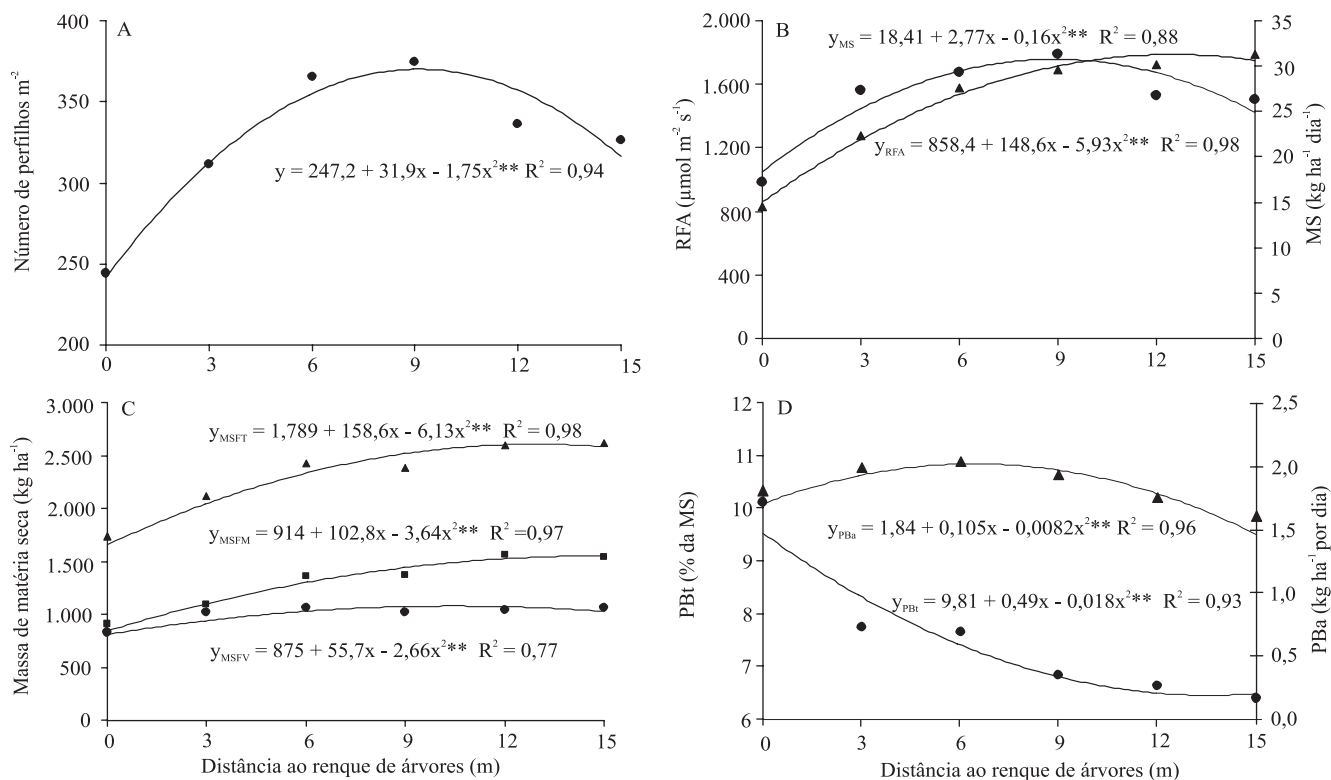 A
Número de perfilhos m⁻²
400
350
300
250
200
y = 247,2 + 31,9x - 1,75x²** R² = 0,94
0 3 6 9 12 15
B
RFA (µmol m⁻² s⁻¹)
2.000
1.600
1.200
800
400
0
y_MS = 18,41 + 2,77x - 0,16x²** R² = 0,88
y_RFA = 858,4 + 148,6x - 5,93x²** R² = 0,98
35
30
25
20
15
10
5
0
MS (kg ha⁻¹ dia⁻¹)
0 3 6 9 12 15
C
Massa de matéria seca (kg ha⁻¹)
3.000
2.500
2.000
1.500
1.000
500
0
y_MSFT = 1,789 + 158,6x - 6,13x²** R² = 0,98
y_MSFM = 914 + 102,8x - 3,64x²** R² =0,97
y_MSFV = 875 + 55,7x - 2,66x²** R² = 0,77
0 3 6 9 12 15
Distância ao renque de árvores (m)
D
PBt (% da MS)
12
11
10
9
8
7
6
y_PBa = 1,84 + 0,105x - 0,0082x²** R² = 0,96
y_PBt = 9,81 + 0,49x - 0,018x²** R² = 0,93
2,5
2,0
1,5
1,0
0,5
0,0
PBa (kg ha⁻¹ por dia)
0 3 6 9 12 15
Distância ao renque de árvores (m)